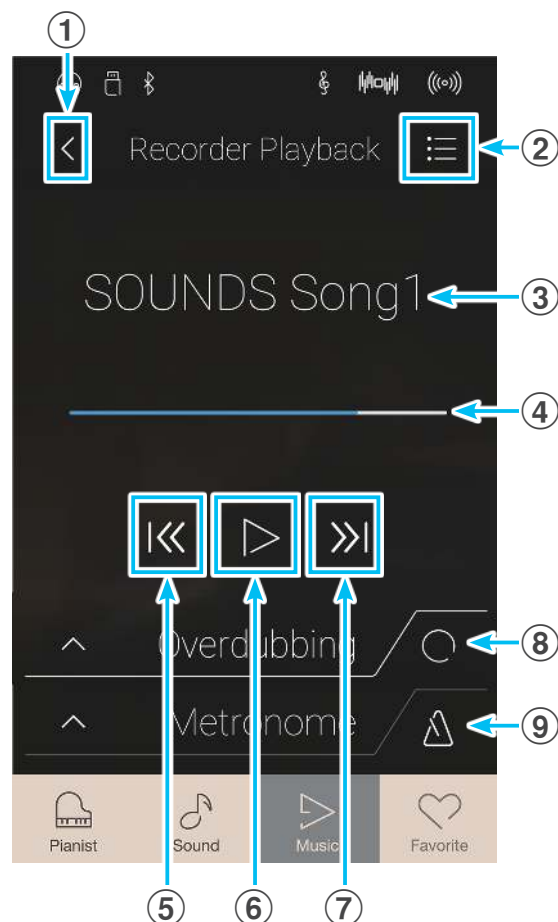 ①
Recorder Playback
②
SOUNDS Song1
③
④
Overdubbing
⑧
Metronome
⑨
Pianist Sound Music Favorite
⑤ ⑥ ⑦